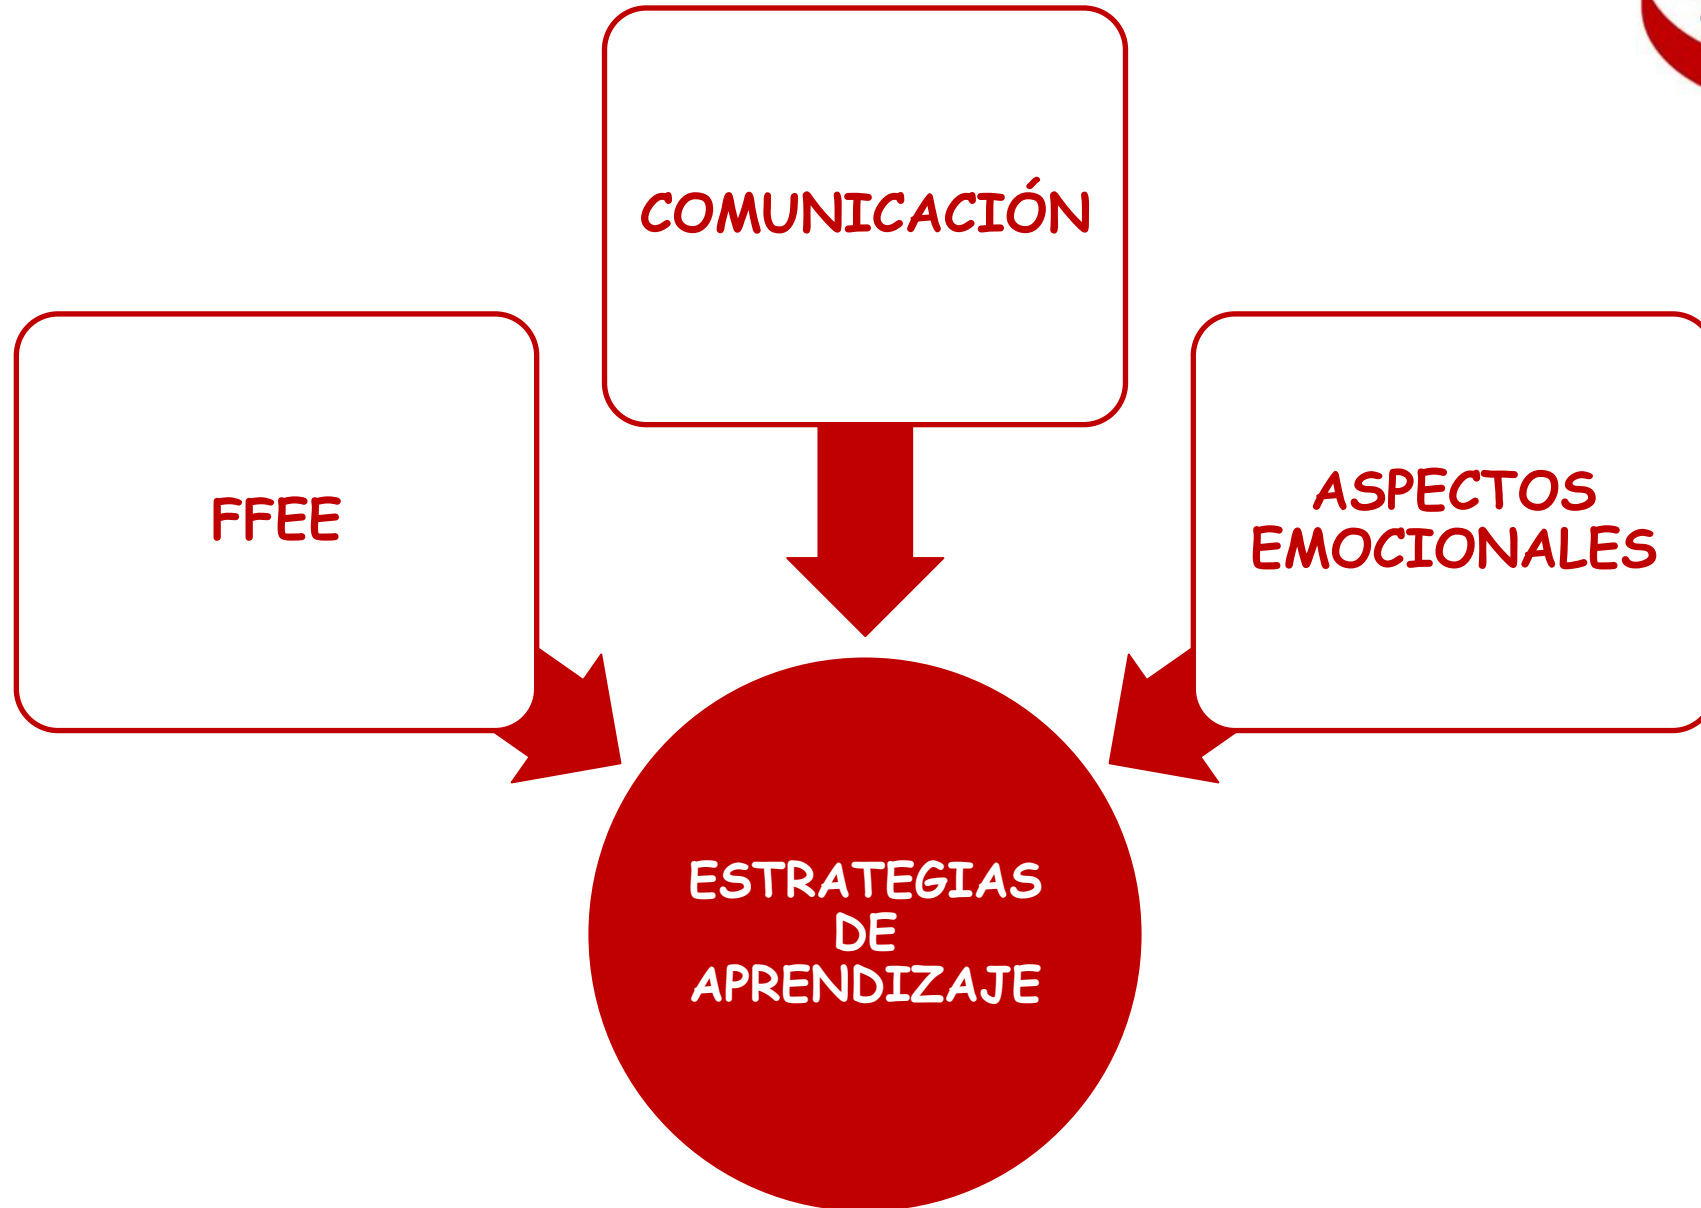 COMUNICACIÓN
FFEE
ASPECTOS
EMOCIONALES
ESTRATEGIAS
DE
APRENDIZAJE